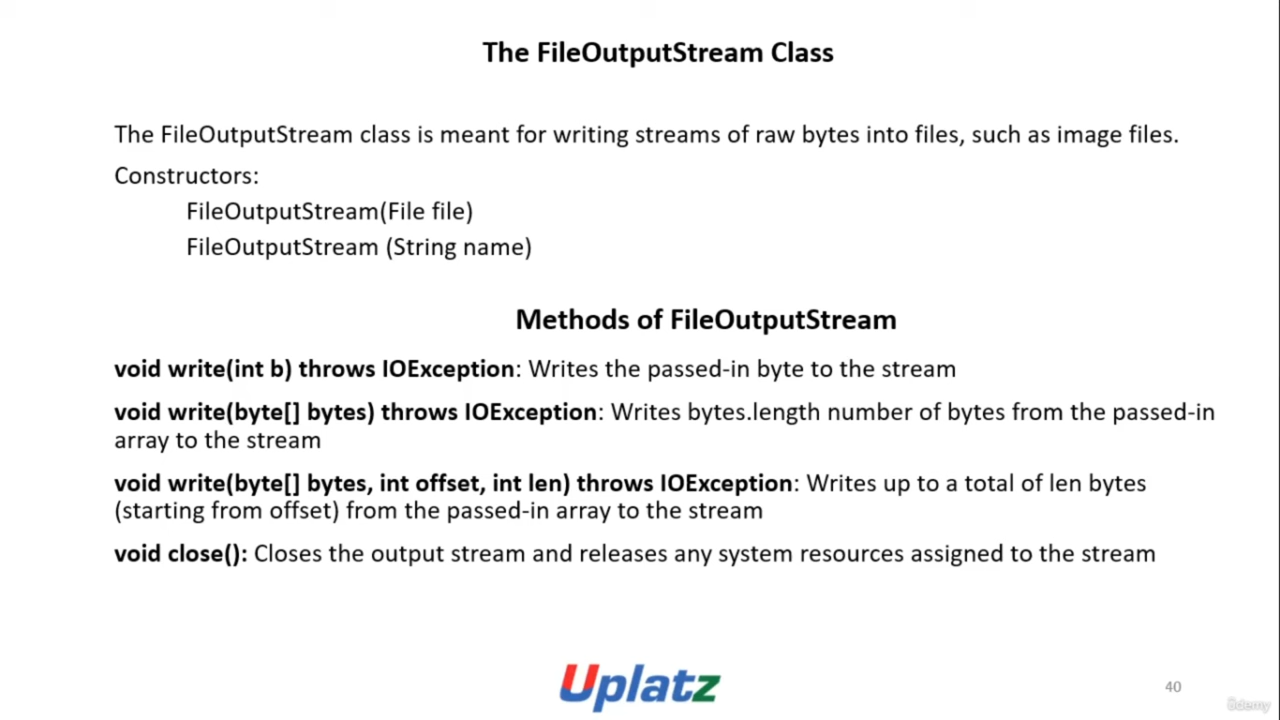 The FileOutputStream Class
The FileOutputStream class is meant for writing streams of raw bytes into files, such as image files.
Constructors:
FileOutputStream(File file)
FileOutputStream (String name)
Methods of FileOutputStream
void write(int b) throws IOException: Writes the passed-in byte to the stream
void write(byte[] bytes) throws IOException: Writes bytes.length number of bytes from the passed-in
array to the stream
void write(byte[] bytes, int offset, int len) throws IOException: Writes up to a total of len bytes
(starting from offset) from the passed-in array to the stream
void close(): Closes the output stream and releases any system resources assigned to the stream
Uplatz
40
ûdemy